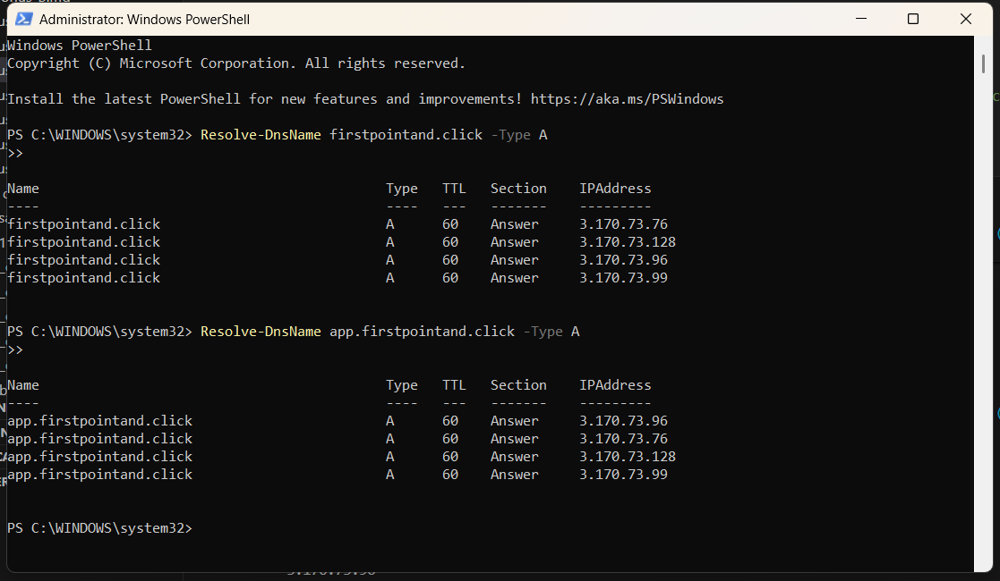 Administrator: Windows PowerShell
Windows PowerShell
Copyright (C) Microsoft Corporation. All rights reserved.
Install the latest PowerShell for new features and improvements! https://aka.ms/PSWindows
PS C:\WINDOWS\system32> Resolve-DnsName firstpointand.click -Type A
>>
Name Type TTL Section IPAddress
---- ---- --- ------- ---------
firstpointand.click A 60 Answer 3.170.73.76
firstpointand.click A 60 Answer 3.170.73.128
firstpointand.click A 60 Answer 3.170.73.96
firstpointand.click A 60 Answer 3.170.73.99
PS C:\WINDOWS\system32> Resolve-DnsName app.firstpointand.click -Type A
>>
Name Type TTL Section IPAddress
---- ---- --- ------- ---------
app.firstpointand.click A 60 Answer 3.170.73.96
app.firstpointand.click A 60 Answer 3.170.73.76
app.firstpointand.click A 60 Answer 3.170.73.128
app.firstpointand.click A 60 Answer 3.170.73.99
PS C:\WINDOWS\system32>